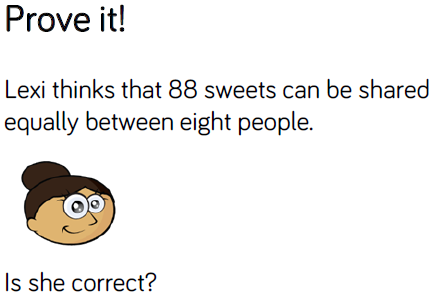 Prove it!
Lexi thinks that 88 sweets can be shared
equally between eight people.
Is she correct?